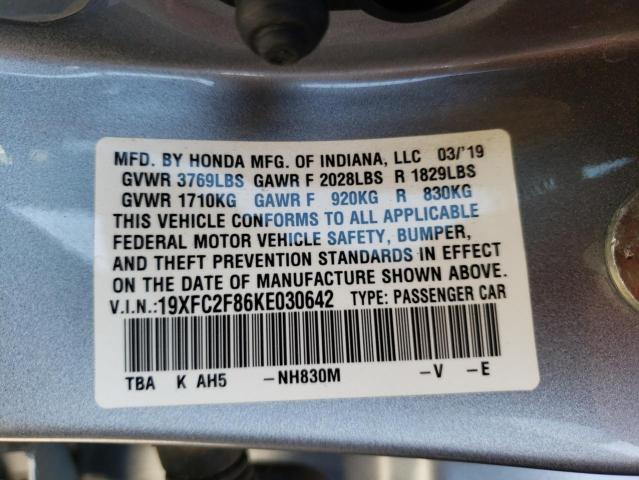 MFD. BY HONDA MFG. OF INDIANA, LLC 03/'19
GVWR 3769LBS GAWR F 2028LBS R 1829LBS
GVWR 1710KG GAWR F 920KG R 830KG
THIS VEHICLE CONFORMS TO ALL APPLICABLE
FEDERAL MOTOR VEHICLE SAFETY, BUMPER,
AND THEFT PREVENTION STANDARDS IN EFFECT
ON THE DATE OF MANUFACTURE SHOWN ABOVE.
V.I.N.:19XFC2F86KE030642 TYPE: PASSENGER CAR
TBA K AH5 -NH830M -V -E